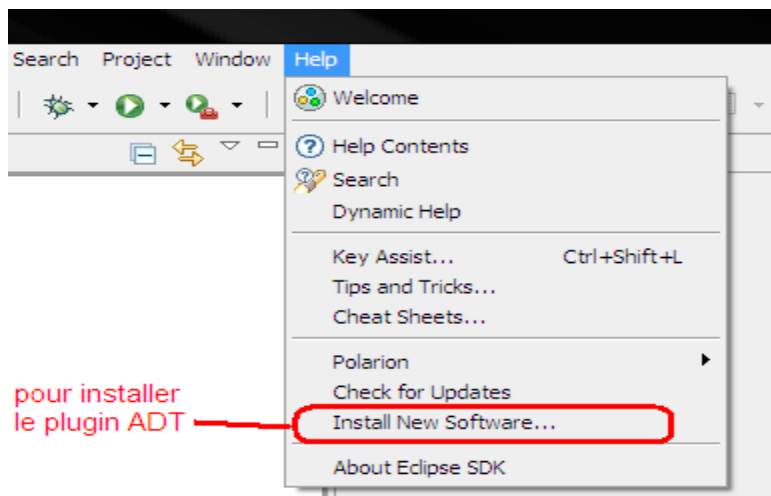 Search Project Window Help
Welcome
Help Contents
Search
Dynamic Help
Key Assist... Ctrl+Shift+L
Tips and Tricks...
Cheat Sheets...
Polarion
Check for Updates
pour installer
le plugin ADT
Install New Software...
About Eclipse SDK